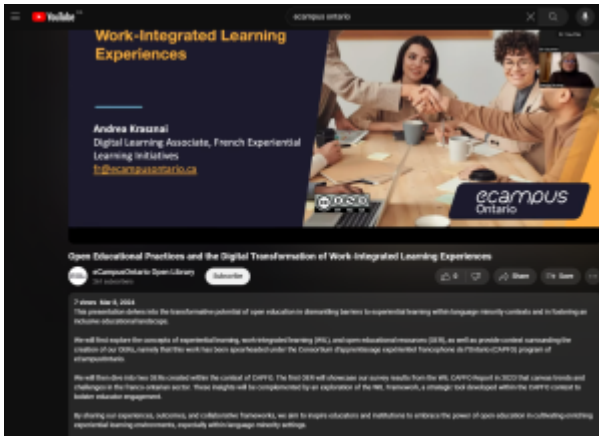 YouTube
ecampus ontario
Work-Integrated Learning
Experiences
Andrea Krasznai
Digital Learning Associate, French Experiential
Learning Initiatives
fr@ecampusontario.ca
ecampus
Ontario
Open Educational Practices and the Digital Transformation of Work-Integrated Learning Experiences
eCampusOntario Open Library
Subscribe
Share
Save
7 views Mar 8, 2024
This presentation delves into the transformative potential of open education in dismantling barriers to experiential learning within language minority contexts and in fostering an
inclusive educational landscape.
We will first explore the concepts of experiential learning, work-integrated learning (WIL), and open educational resources (OER), as well as provide context surrounding the
creation of our OERs, namely that this work has been spearheaded under the Consortium d'apprentissage expérientiel francophone de l'Ontario (CAFFO) program of
eCampusOntario.
We will then dive into two OERs created within the context of CAFFO. The first OER will showcase our survey results from the WIL CAFFO Report in 2023 that canvas trends and
challenges in the franco-ontarian sector. These insights will be complemented by an exploration of the WIL Framework, a strategic tool developed within the CAFFO context to
bolster educator engagement.
By sharing our experiences, outcomes, and collaborative frameworks, we aim to inspire educators and institutions to embrace the power of open education in cultivating enriching
experiential learning environments, especially within language minority settings.